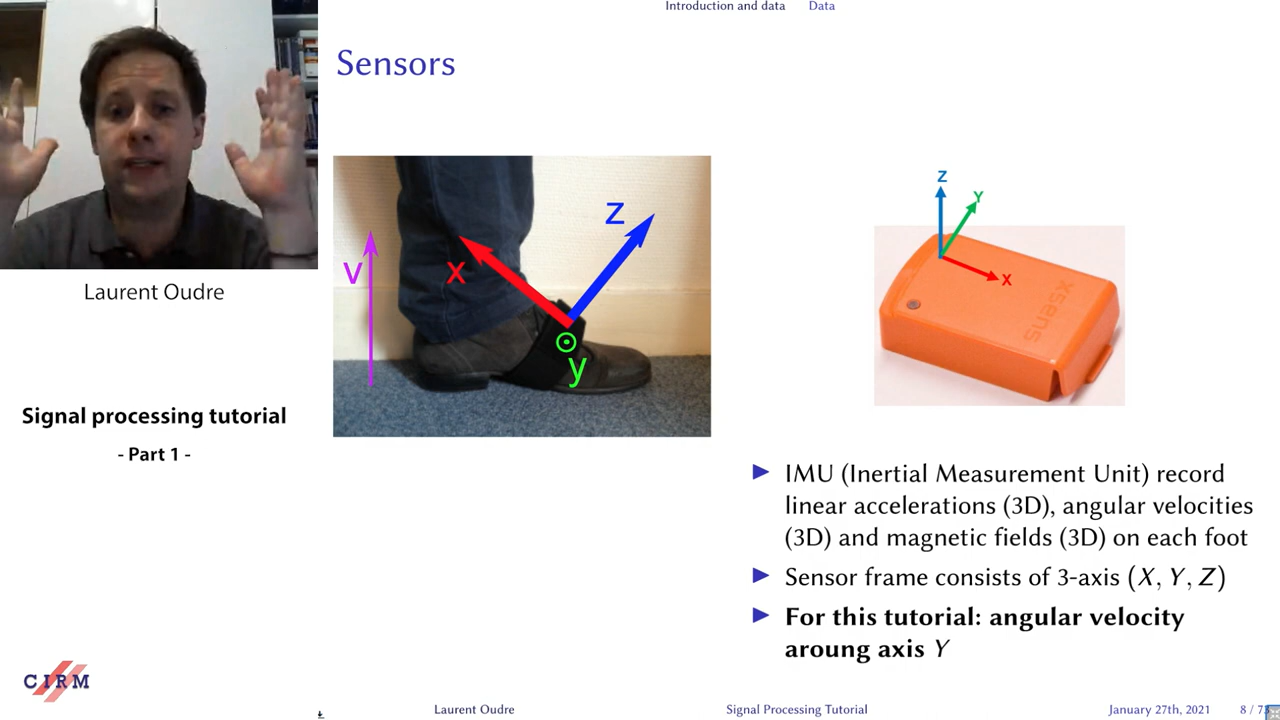 Introduction and data Data
Sensors
V
X
Z
y
Z
Y
X
xsens
Laurent Oudre
Signal processing tutorial
- Part 1 -
▶ IMU (Inertial Measurement Unit) record
linear accelerations (3D), angular velocities
(3D) and magnetic fields (3D) on each foot
▶ Sensor frame consists of 3-axis (X, Y, Z)
▶ For this tutorial: angular velocity
aroung axis Y
CIRM
Laurent Oudre Signal Processing Tutorial January 27th, 2021 8 /